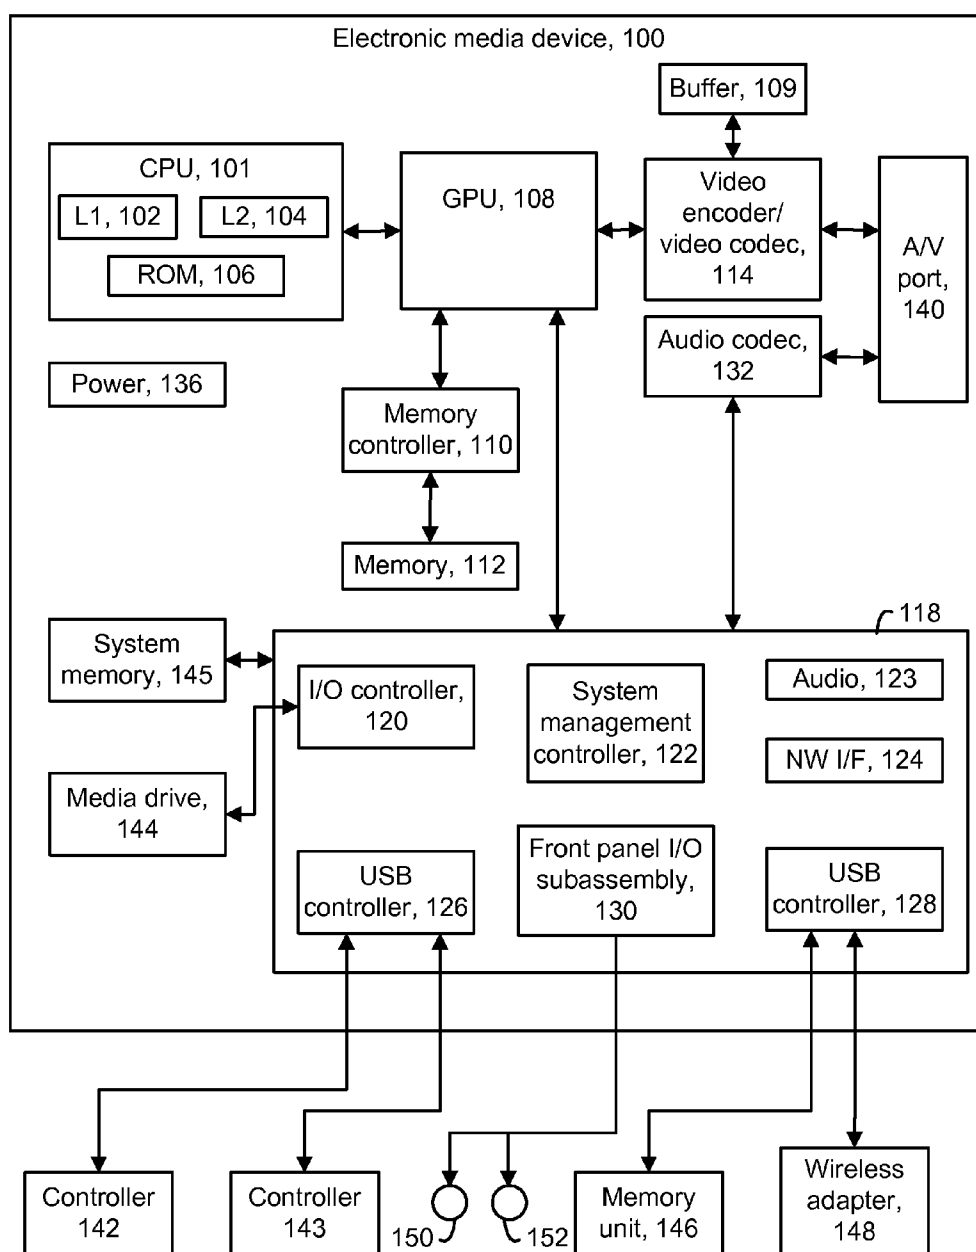 Electronic media device, 100
Buffer, 109
CPU, 101
L1, 102
L2, 104
ROM, 106
GPU, 108
Video
encoder/
video codec,
114
A/V
port,
140
Audio codec,
132
Power, 136
Memory
controller, 110
Memory, 112
118
System
memory, 145
I/O controller,
120
System
management
controller, 122
Audio, 123
NW I/F, 124
Media drive,
144
USB
controller, 126
Front panel I/O
subassembly,
130
USB
controller, 128
Controller
142
Controller
143
150
152
Memory
unit, 146
Wireless
adapter,
148